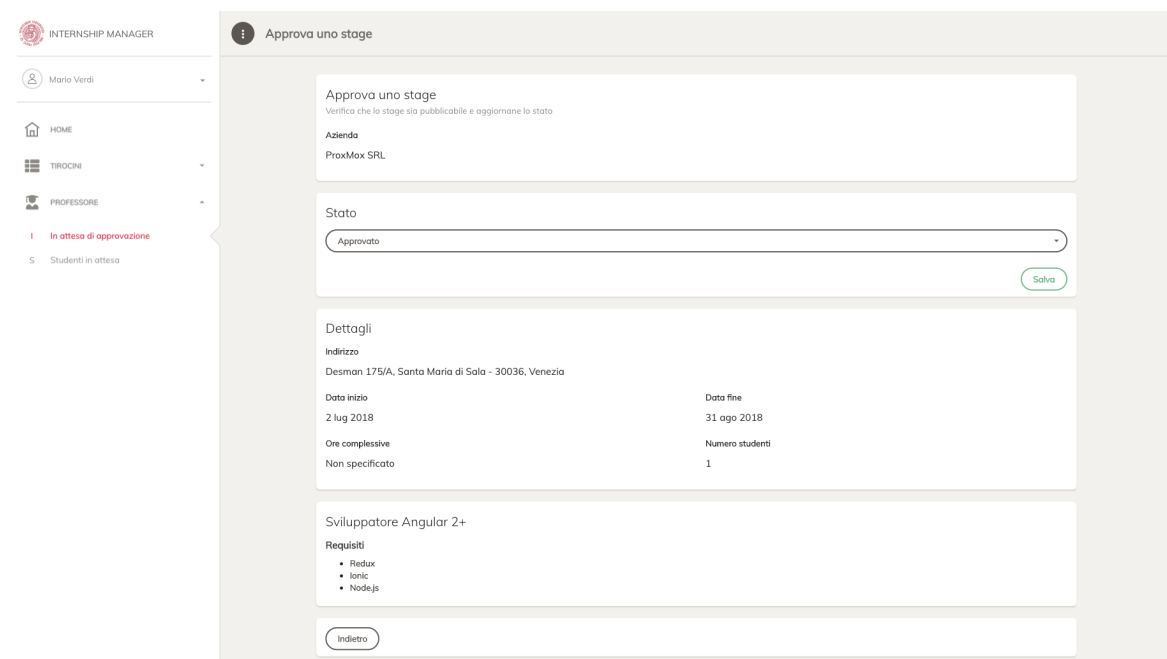 INTERNSHIP MANAGER
Mario Verdi
HOME
TIROCINI
PROFESSORE
I In attesa di approvazione
S Studenti in attesa
Approva uno stage
Approva uno stage
Verifica che lo stage sia pubblicabile e aggiornane lo stato
Azienda
ProxMox SRL
Stato
Approvato
Salva
Dettagli
Indirizzo
Desman 175/A, Santa Maria di Sala - 30036, Venezia
Data inizio Data fine
2 lug 2018 31 ago 2018
Ore complessive Numero studenti
Non specificato 1
Sviluppatore Angular 2+
Requisiti
• Redux
• Ionic
• Node.js
Indietro